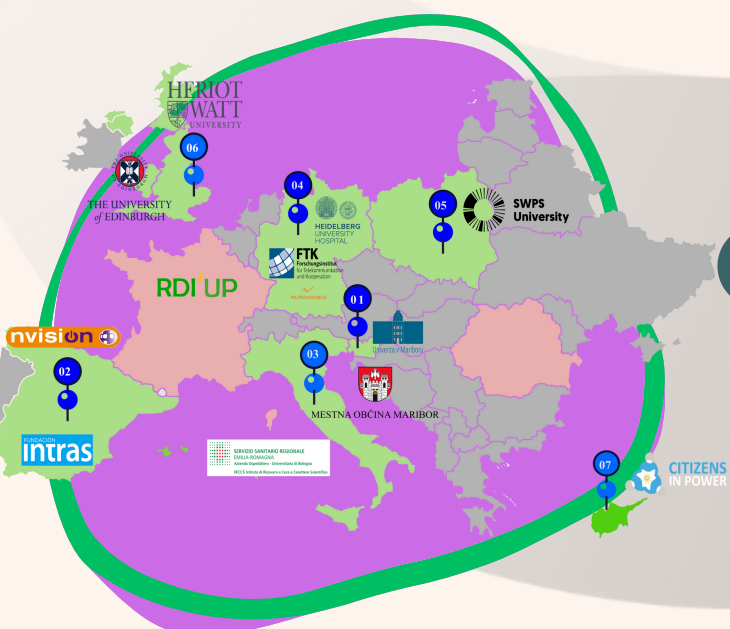 HERIOT
WATT
UNIVERSITY
06
THE UNIVERSITY
of EDINBURGH
04
HEIDELBERG
UNIVERSITY
HOSPITAL
FTK
Forschungsinstitut
für Telekommunikation
und Kooperation
05
SWPS
University
RDI'UP
01
Univerza v Mariboru
nvision
02
03
MESTNA OBČINA MARIBOR
FUNDACIÓN
intras
SERVIZIO SANITARIO REGIONALE
EMILIA-ROMAGNA
Azienda Ospedaliero - Universitaria di Bologna
IRCCS Istituto di Ricovero e Cura a Carattere Scientifico
07
CITIZENS
IN POWER